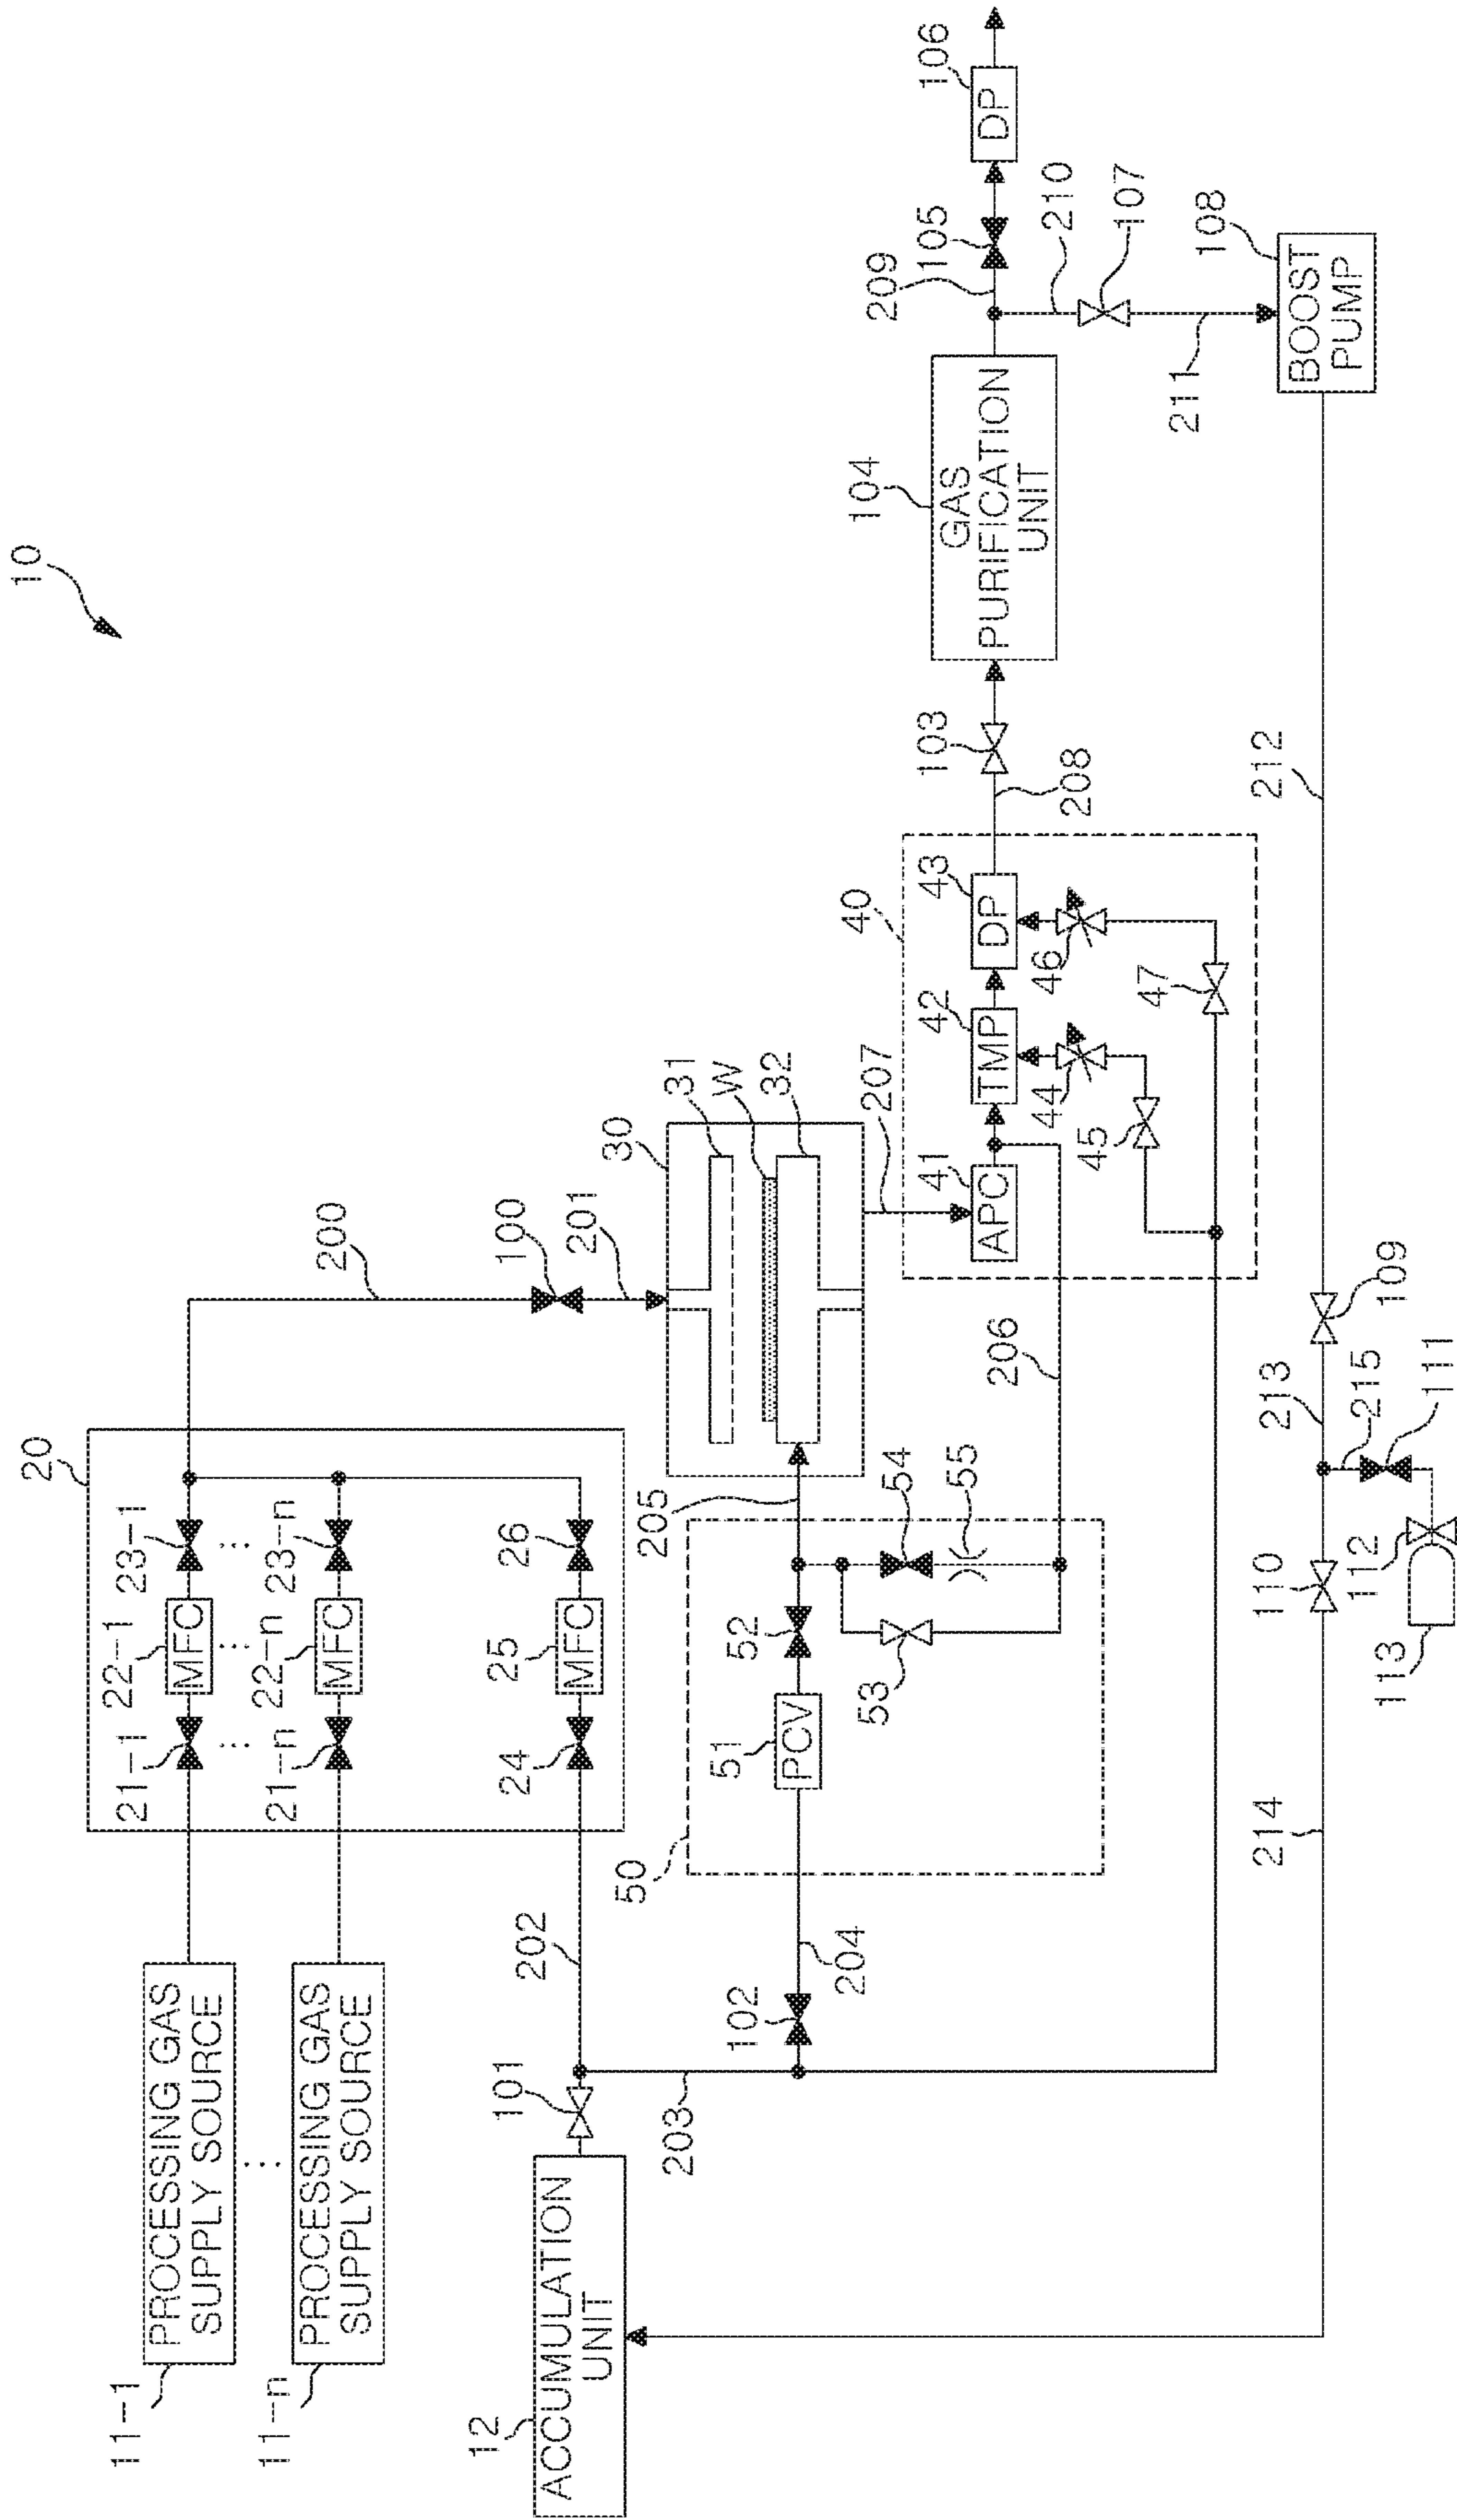 10
11-1
PROCESSING GAS
SUPPLY SOURCE
11-n
PROCESSING GAS
SUPPLY SOURCE
12
ACCUMULATION
UNIT
20
21-1
22-1
MFC
23-1
21-n
22-n
MFC
23-n
24
25
MFC
26
200
100
201
101
202
203
102
204
30
31
W
32
50
51
PCV
52
53
54
55
205
206
207
40
41
APC
42
TMP
43
DP
44
45
46
47
208
103
104
GAS
PURIFICATION
UNIT
209
105
106
DP
210
107
211
108
BOOST
PUMP
212
109
213
215
111
110
112
113
214